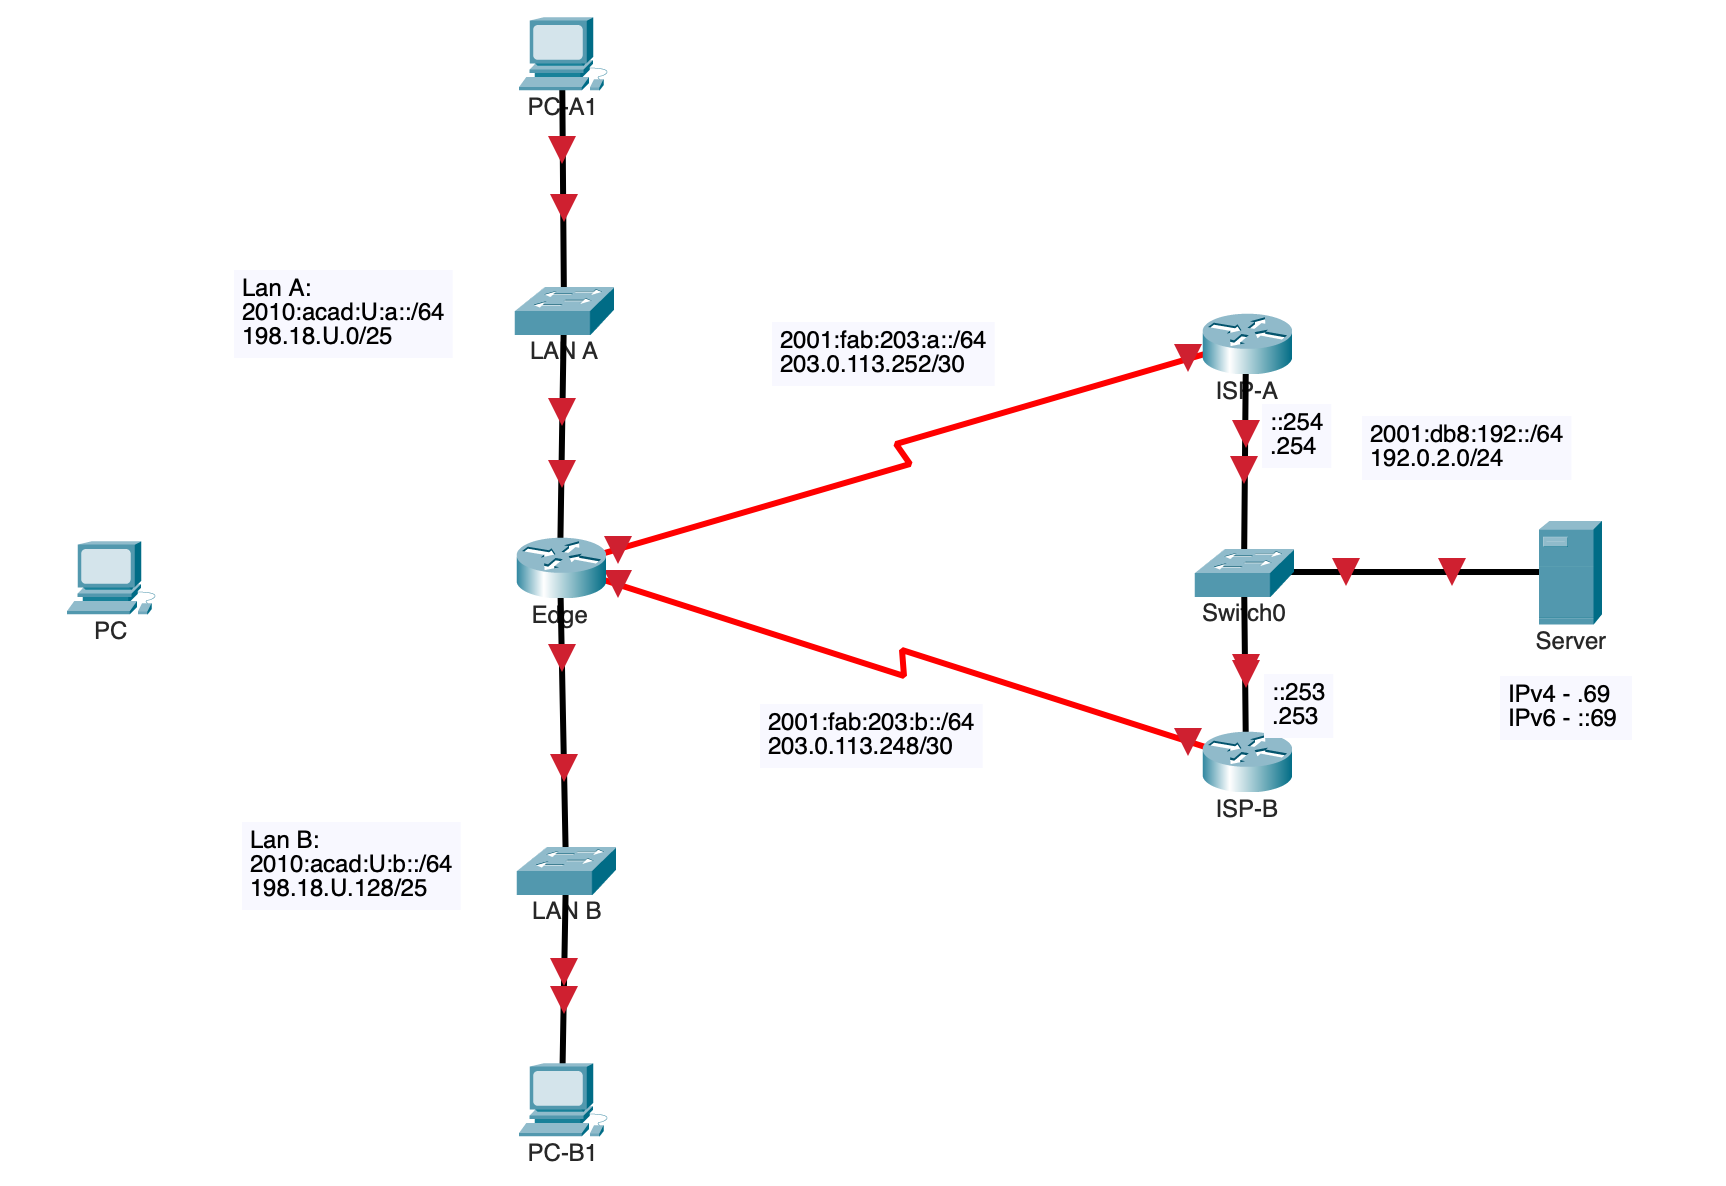 PC-A1
Lan A:
2010:acad:U:a::/64
198.18.U.0/25
LAN A
2001:fab:203:a::/64
203.0.113.252/30
ISP-A
::254
.254
2001:db8:192::/64
192.0.2.0/24
PC
Edge
Switch0
Server
::253
.253
IPv4 - .69
IPv6 - ::69
2001:fab:203:b::/64
203.0.113.248/30
ISP-B
Lan B:
2010:acad:U:b::/64
198.18.U.128/25
LAN B
PC-B1